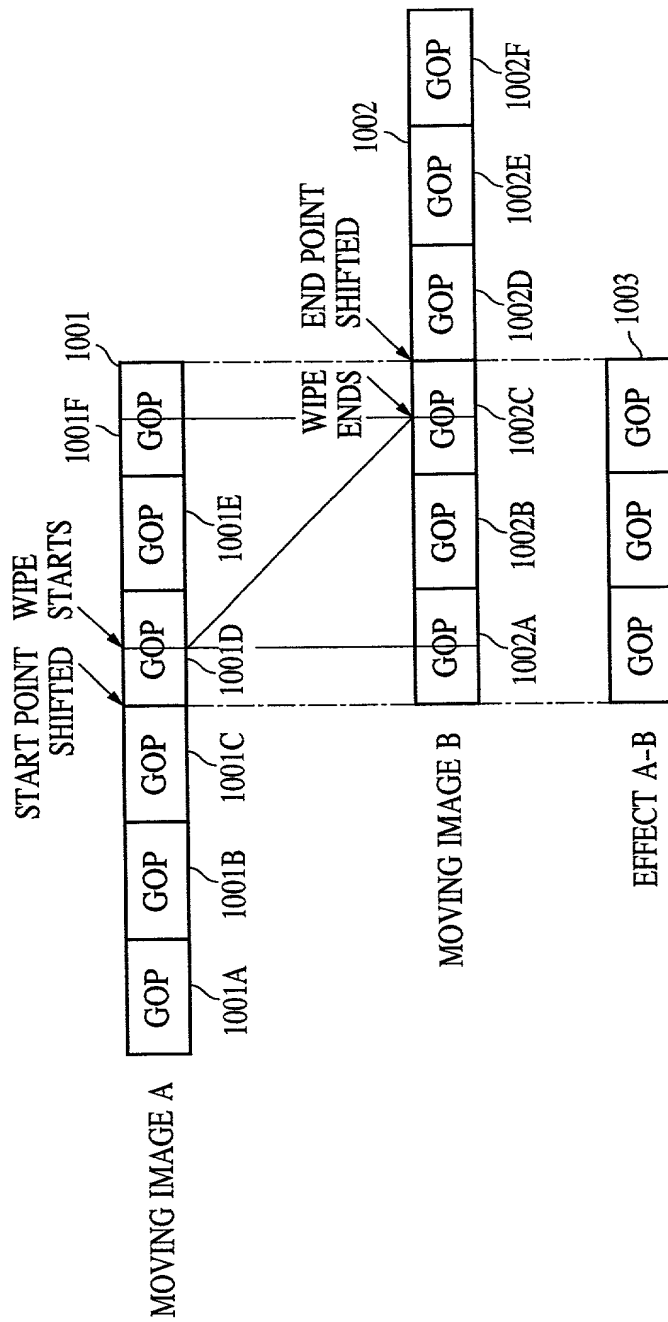 START POINT
SHIFTED
WIPE
STARTS
1001F
1001
MOVING IMAGE A
GOP GOP GOP GOP GOP GOP
1001A
1001B
1001C
1001D
1001E
WIPE
ENDS
END POINT
SHIFTED
1002
MOVING IMAGE B
GOP GOP GOP GOP GOP GOP
1002A
1002B
1002C
1002D
1002E
1002F
1003
EFFECT A-B
GOP GOP GOP